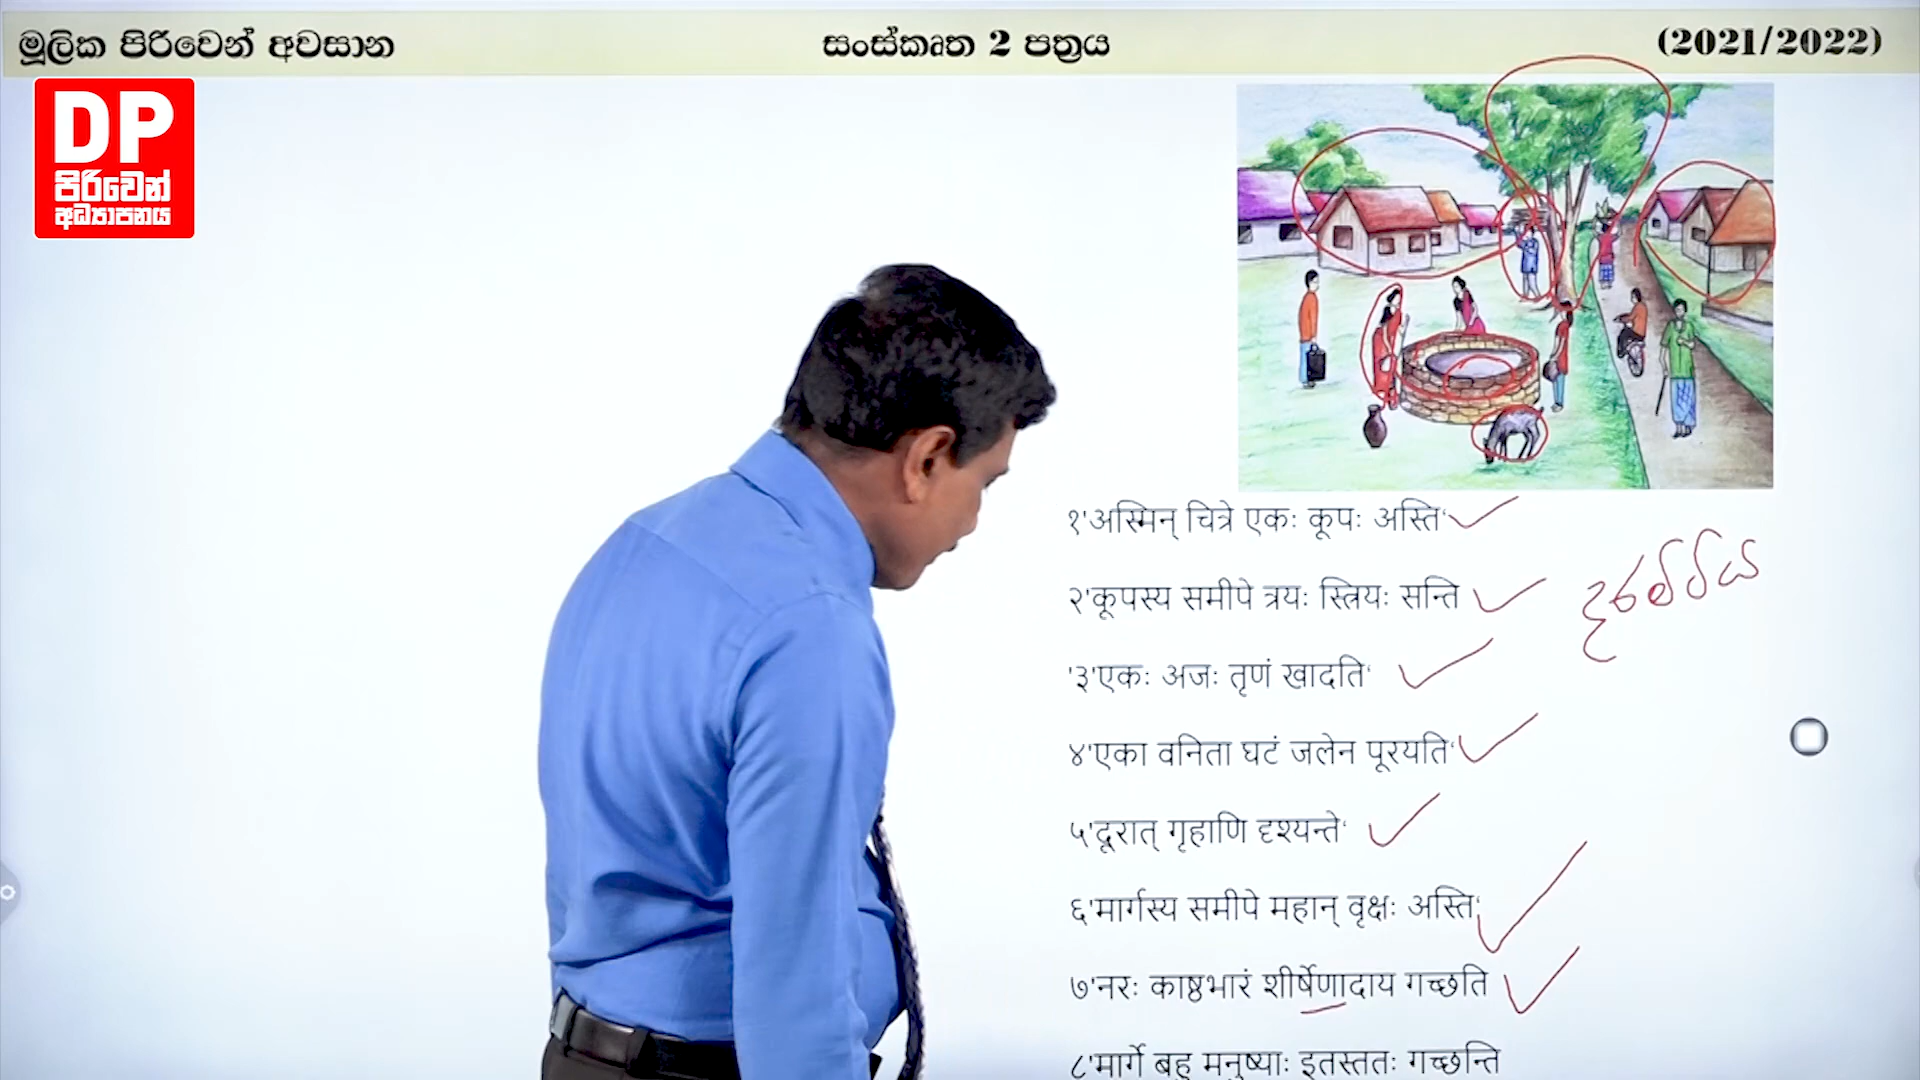 මූලික පිරිවෙන් අවසාන
සංස්කෘත 2 පත්‍රය
(2021/2022)
DP
පිරිවෙන්
අධ්‍යාපනය
१'अस्मिन् चित्रे एकः कूपः अस्ति'
२'कूपस्य समीपे त्रयः स्त्रियः सन्ति
'३'एकः अजः तृणं खादति'
४'एका वनिता घटं जलेन पूरयति'
५'दूरात् गृहाणि दृश्यन्ते'
६'मार्गस्य समीपे महान् वृक्षः अस्ति'
७'नरः काष्ठभारं शीर्षेणादाय गच्छति
८'मार्गे बहु मनुष्याः इतस्ततः गच्छन्ति